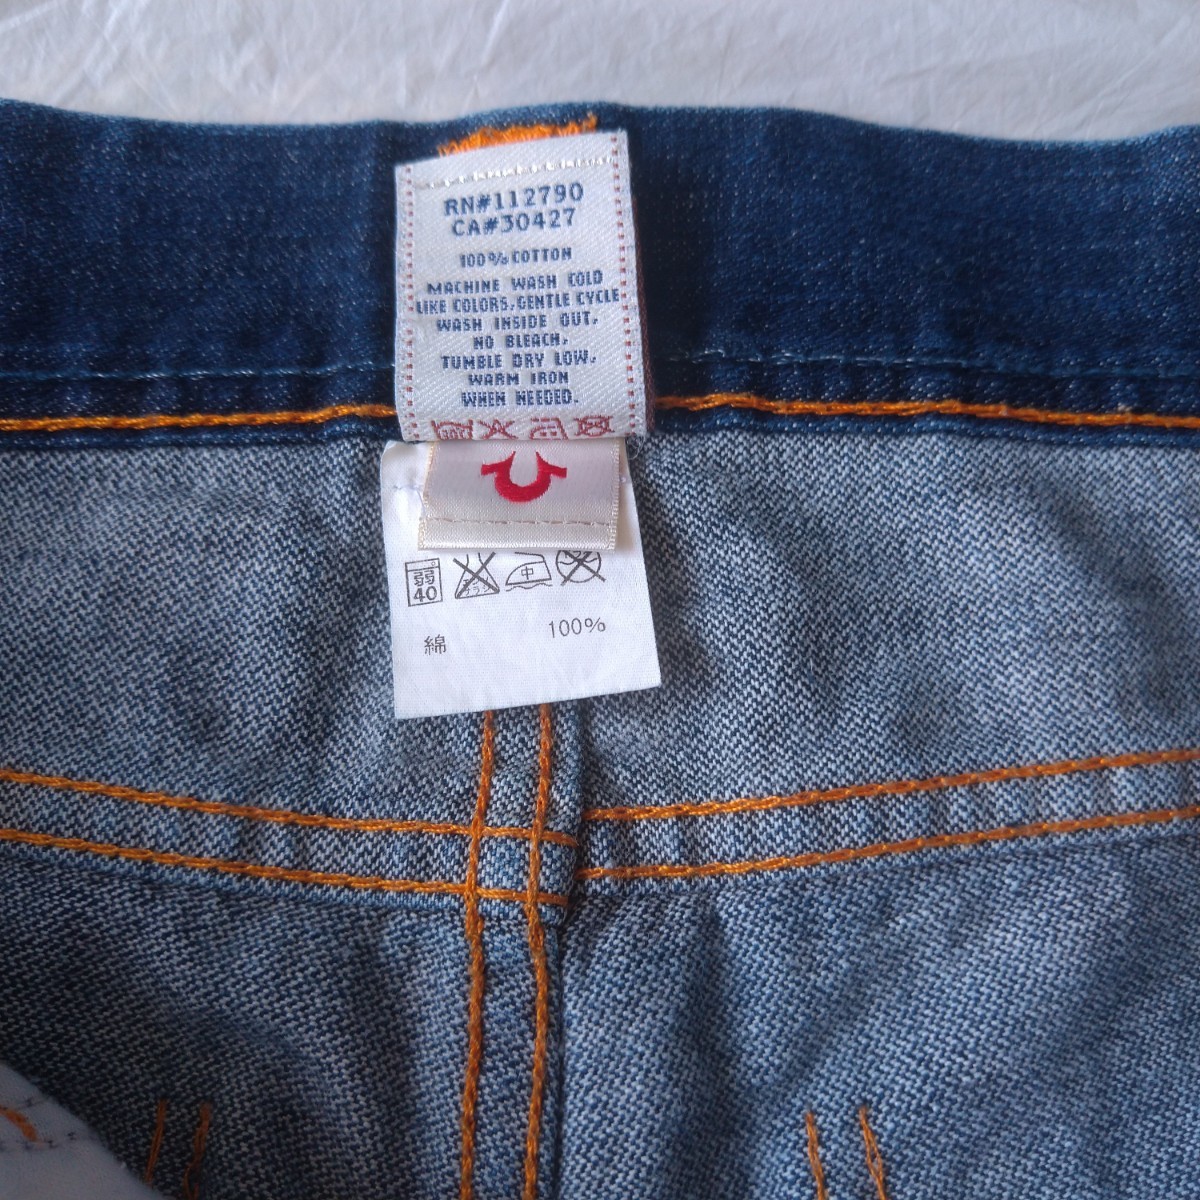 RN#112790
CA#30427
100% COTTON
MACHINE WASH COLD
LIKE COLORS, GENTLE CYCLE
WASH INSIDE OUT,
NO BLEACH,
TUMBLE DRY LOW,
WARM IRON
WHEN NEEDED.
弱 中
40
綿 100%